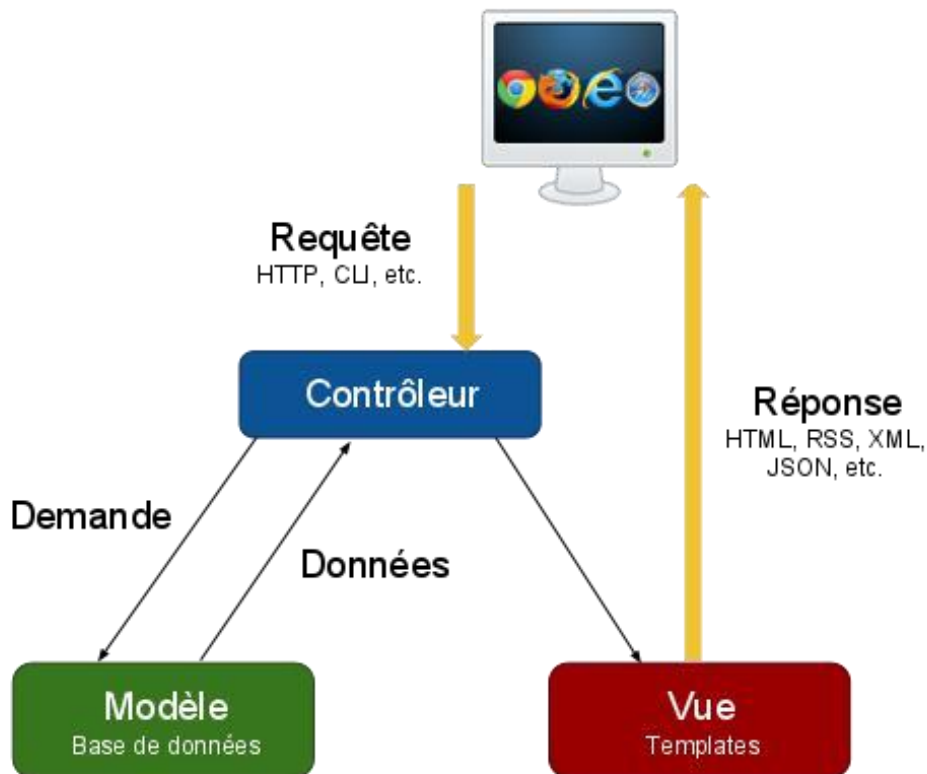 Requête
HTTP, CLI, etc.
Contrôleur
Réponse
HTML, RSS, XML,
JSON, etc.
Demande
Données
Modèle
Base de données
Vue
Templates